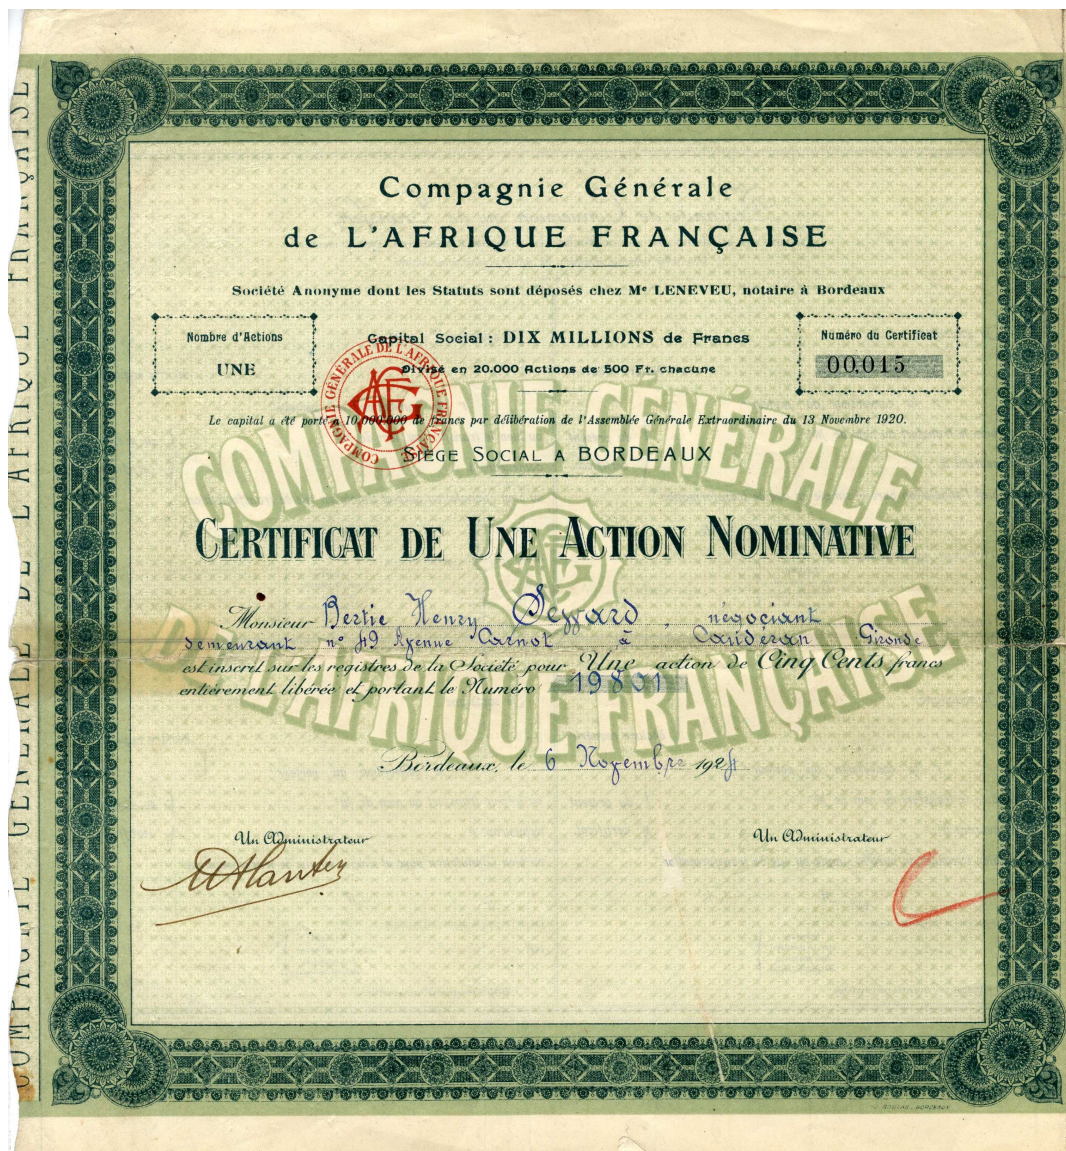 Compagnie Générale
de L'AFRIQUE FRANÇAISE
Société Anonyme dont les Statuts sont déposés chez Mᵉ LENEVEU, notaire à Bordeaux
Nombre d'Actions
UNE
Capital Social : DIX MILLIONS de Francs
Divisé en 20.000 Actions de 500 Fr. chacune
Numéro du Certificat
00,015
COMPAGNIE GÉNÉRALE DE L'AFRIQUE FRANÇAISE
Le capital a été porté à 10,000,000 de francs par délibération de l'Assemblée Générale Extraordinaire du 13 Novembre 1920.
SIÈGE SOCIAL A BORDEAUX
COMPAGNIE GÉNÉRALE
DE L'AFRIQUE FRANÇAISE
CERTIFICAT DE UNE ACTION NOMINATIVE
Monsieur Bertie Henry Seward, négociant
demeurant n° 49 Avenue Carnot à Caudéran Gironde
est inscrit sur les registres de la Société pour Une action de Cinq Cents francs
entièrement libérée et portant le Numéro 19801
Bordeaux, le 6 Novembre 1924
Un Administrateur
Un Administrateur
COMPAGNIE GÉNÉRALE DE L'AFRIQUE FRANÇAISE